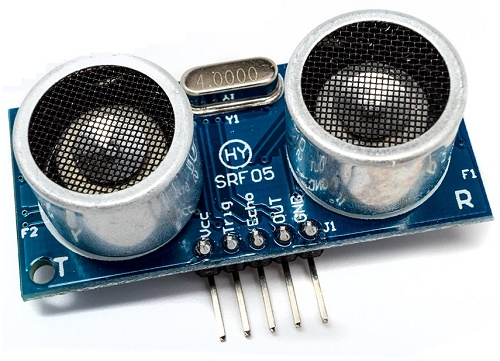 4.0000
Y1
HY
SRF05
F1
F2
Vcc
Trig
Echo
OUT
GND
J1
T
R